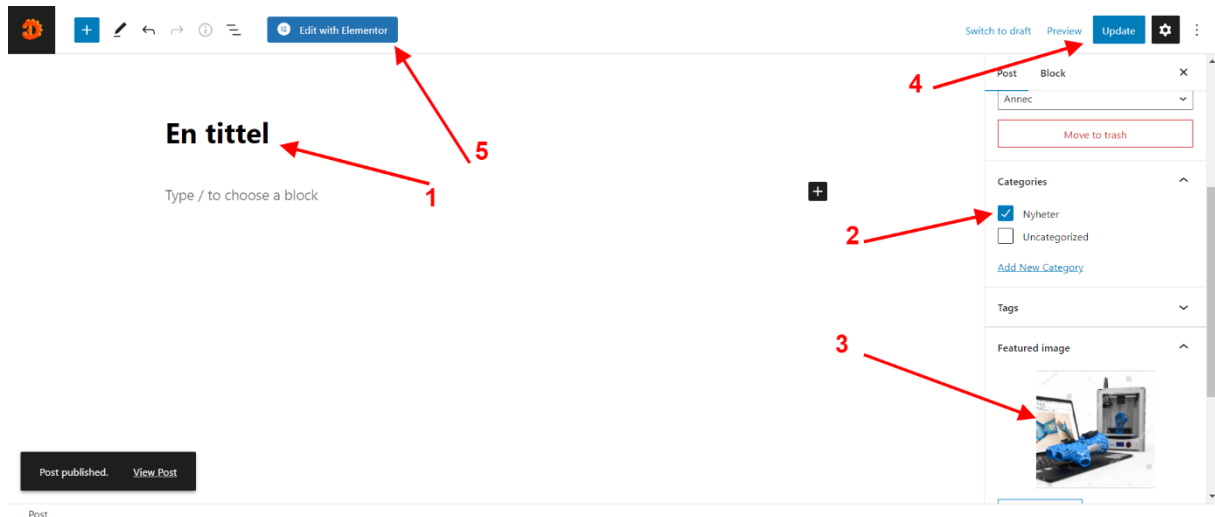 Edit with Elementor
Switch to draft Preview Update
4
Post Block
Annec
En tittel
Move to trash
5
Categories
Type / to choose a block
1
Nyheter
2
Uncategorized
Add New Category
Tags
3
Featured image
Post published. View Post
Post